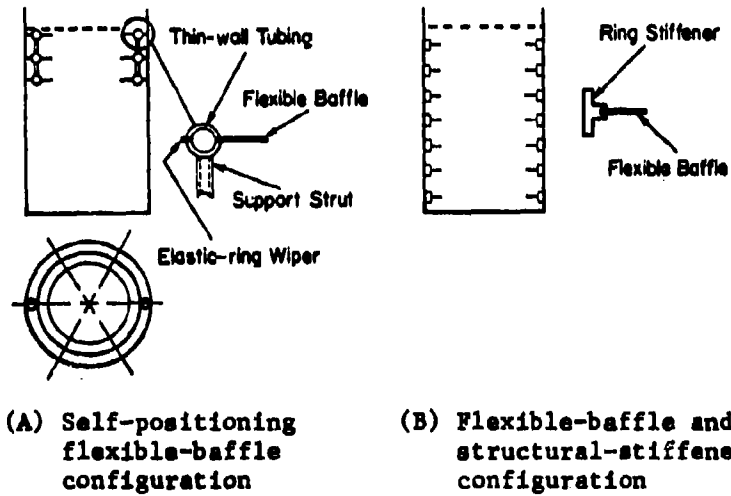 Thin-wall Tubing
Flexible Baffle
Support Strut
Elastic-ring Wiper
Ring Stiffener
Flexible Baffle
(A) Self-positioning
flexible-baffle
configuration
(B) Flexible-baffle and
structural-stiffene
configuration